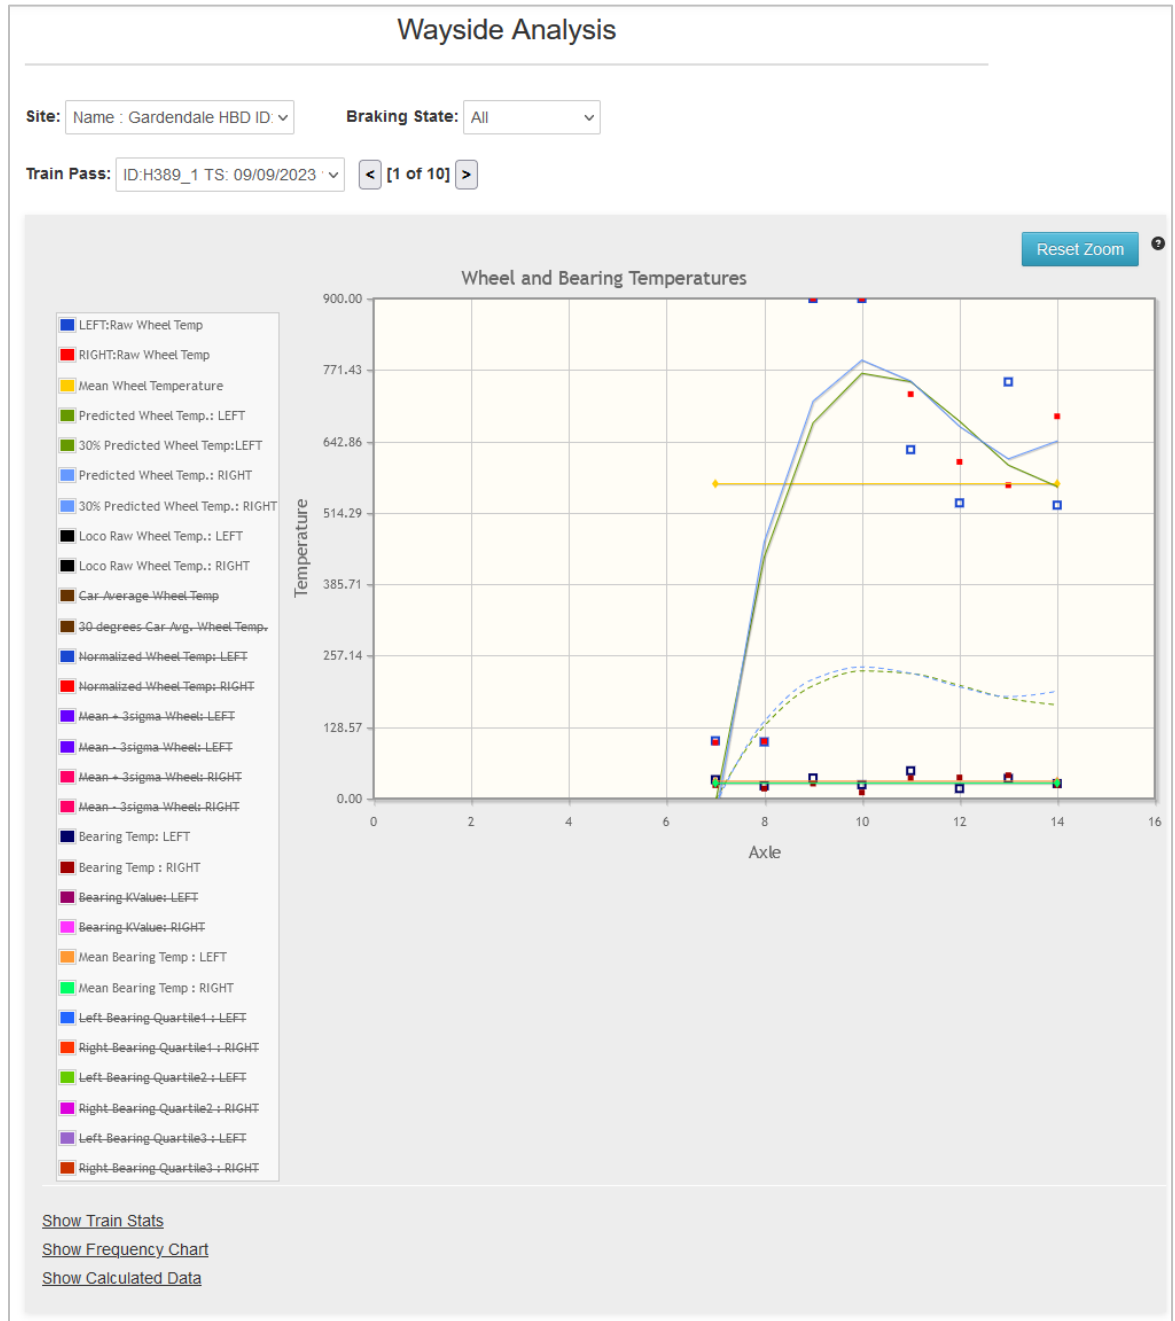 Wayside Analysis
Site: Name : Gardendale HBD ID: Braking State: All
Train Pass: ID:H389_1 TS: 09/09/2023 < [1 of 10] >
Reset Zoom ?
Wheel and Bearing Temperatures
LEFT:Raw Wheel Temp
RIGHT:Raw Wheel Temp
Mean Wheel Temperature
Predicted Wheel Temp.: LEFT
30% Predicted Wheel Temp:LEFT
Predicted Wheel Temp.: RIGHT
30% Predicted Wheel Temp.: RIGHT
Loco Raw Wheel Temp.: LEFT
Loco Raw Wheel Temp.: RIGHT
Car Average Wheel Temp
30 degrees Car Avg. Wheel Temp.
Normalized Wheel Temp: LEFT
Normalized Wheel Temp: RIGHT
Mean + 3sigma Wheel: LEFT
Mean - 3sigma Wheel: LEFT
Mean + 3sigma Wheel: RIGHT
Mean - 3sigma Wheel: RIGHT
Bearing Temp: LEFT
Bearing Temp : RIGHT
Bearing KValue: LEFT
Bearing KValue: RIGHT
Mean Bearing Temp : LEFT
Mean Bearing Temp : RIGHT
Left Bearing Quartile1 : LEFT
Right Bearing Quartile1 : RIGHT
Left Bearing Quartile2 : LEFT
Right Bearing Quartile2 : RIGHT
Left Bearing Quartile3 : LEFT
Right Bearing Quartile3 : RIGHT
Temperature
900.00
771.43
642.86
514.29
385.71
257.14
128.57
0.00
0 2 4 6 8 10 12 14 16
Axle
Show Train Stats
Show Frequency Chart
Show Calculated Data